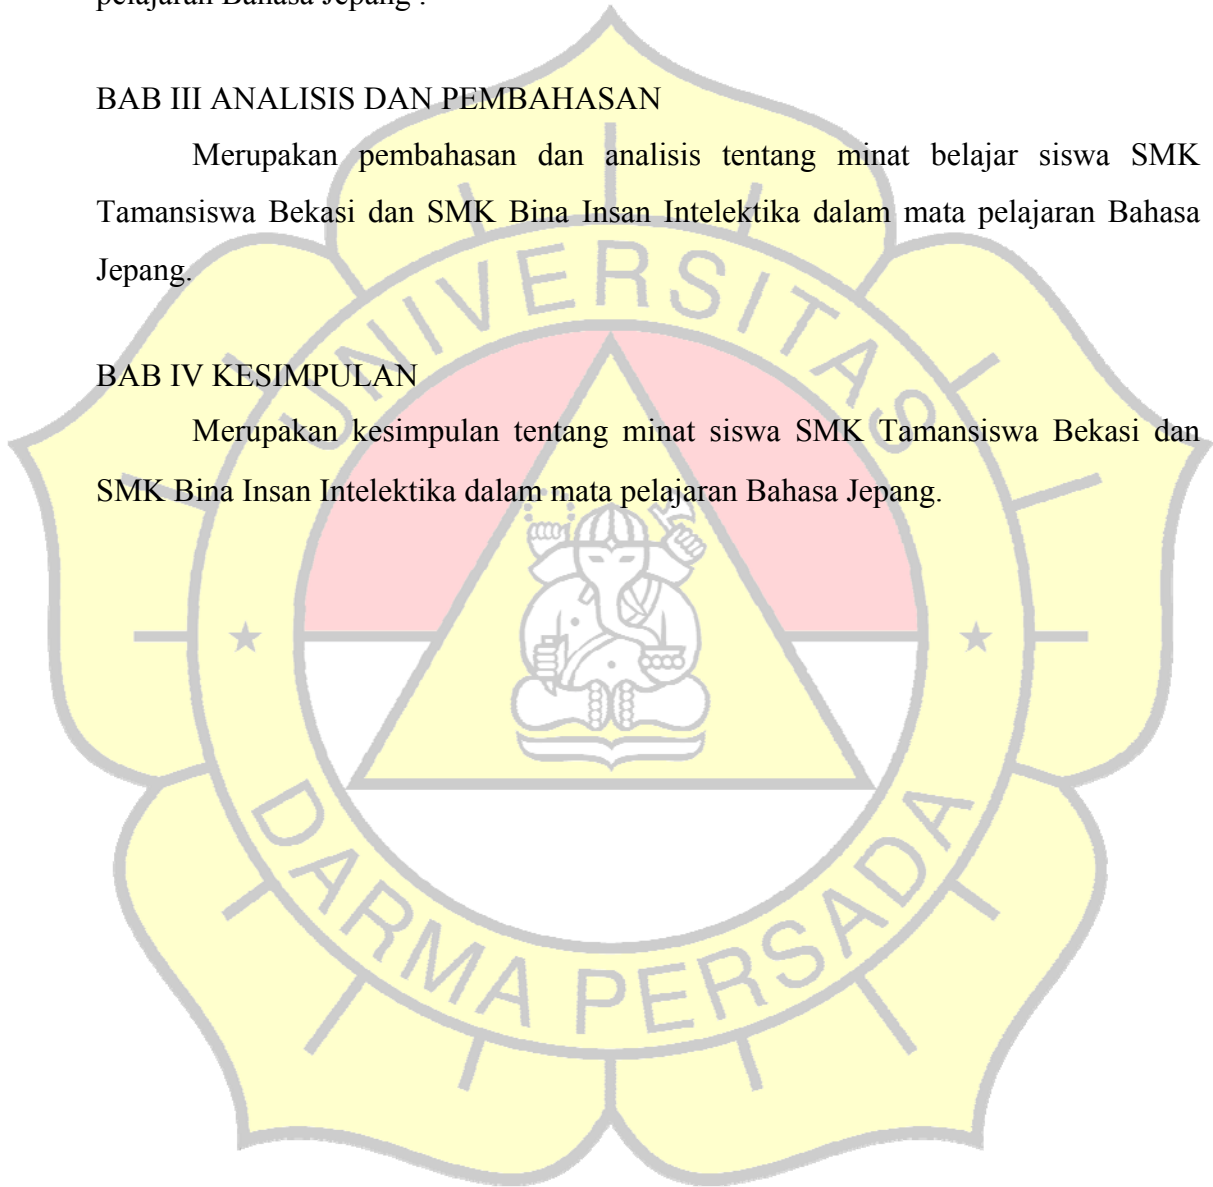 pelajaran Bahasa Jepang .
BAB III ANALISIS DAN PEMBAHASAN
Merupakan pembahasan dan analisis tentang minat belajar siswa SMK
Tamansiswa Bekasi dan SMK Bina Insan Intelektika dalam mata pelajaran Bahasa
Jepang.
BAB IV KESIMPULAN
Merupakan kesimpulan tentang minat siswa SMK Tamansiswa Bekasi dan
SMK Bina Insan Intelektika dalam mata pelajaran Bahasa Jepang.
UNIVERSITAS
DARMA PERSADA